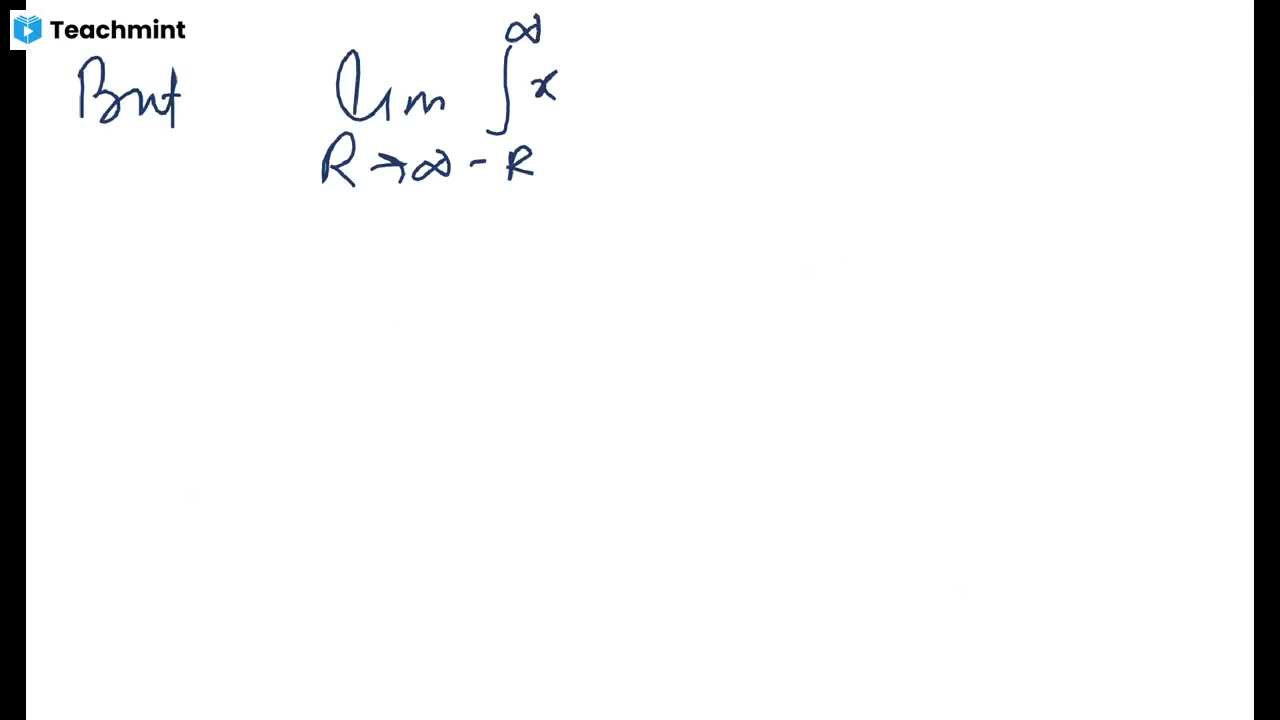 Teachmint
But lim ∫ x
∞
R → ∞ - R